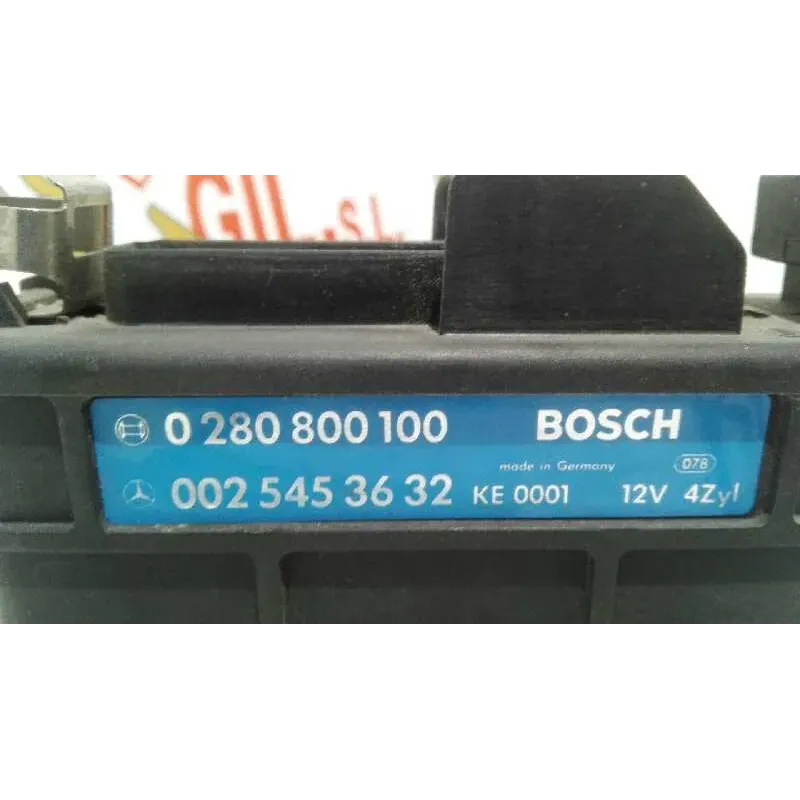 GIL, S.L.
0 280 800 100 BOSCH
made in Germany 078
002 545 36 32 KE 0001 12V 4Zyl